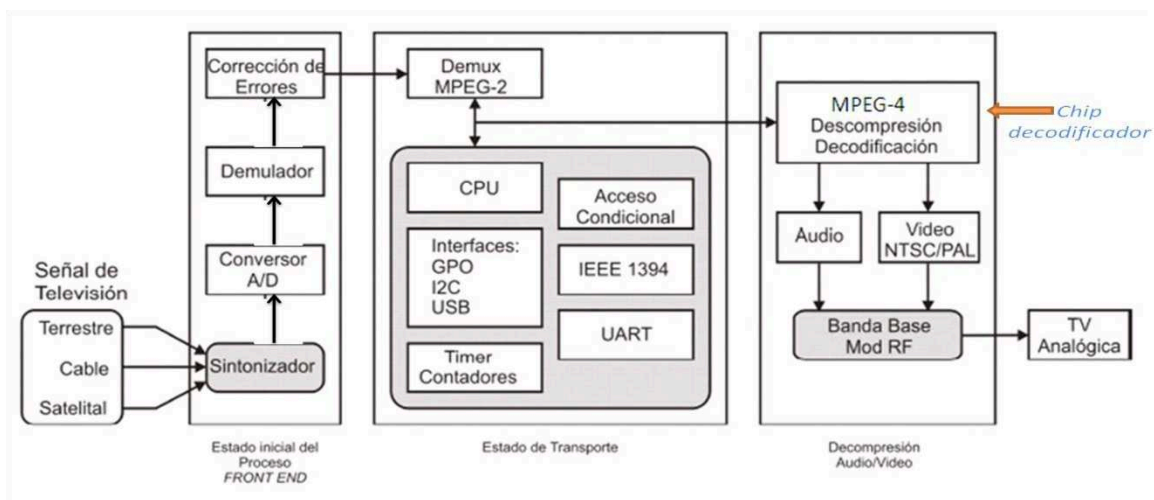 Señal de
Televisión
Terrestre
Cable
Satelital
Corrección de
Errores
Demulador
Conversor
A/D
Sintonizador
Estado inicial del
Proceso
FRONT END
Demux
MPEG-2
CPU
Interfaces:
GPO
I2C
USB
Timer
Contadores
Acceso
Condicional
IEEE 1394
UART
Estado de Transporte
MPEG-4
Descompresión
Decodificación
Chip
decodificador
Audio
Video
NTSC/PAL
Banda Base
Mod RF
TV
Analógica
Decompresión
Audio/Video